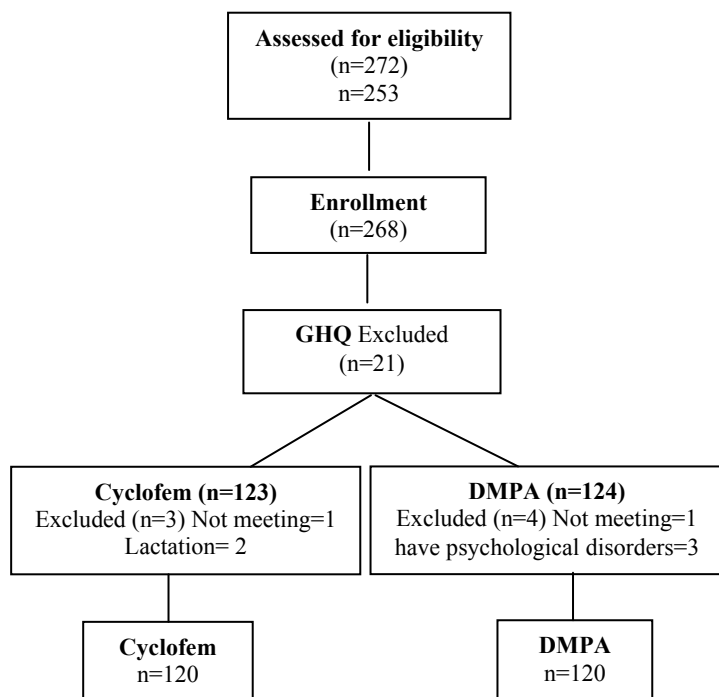 Assessed for eligibility
(n=272)
n=253
Enrollment
(n=268)
GHQ Excluded
(n=21)
Cyclofem (n=123)
Excluded (n=3) Not meeting=1
Lactation= 2
DMPA (n=124)
Excluded (n=4) Not meeting=1
have psychological disorders=3
Cyclofem
n=120
DMPA
n=120